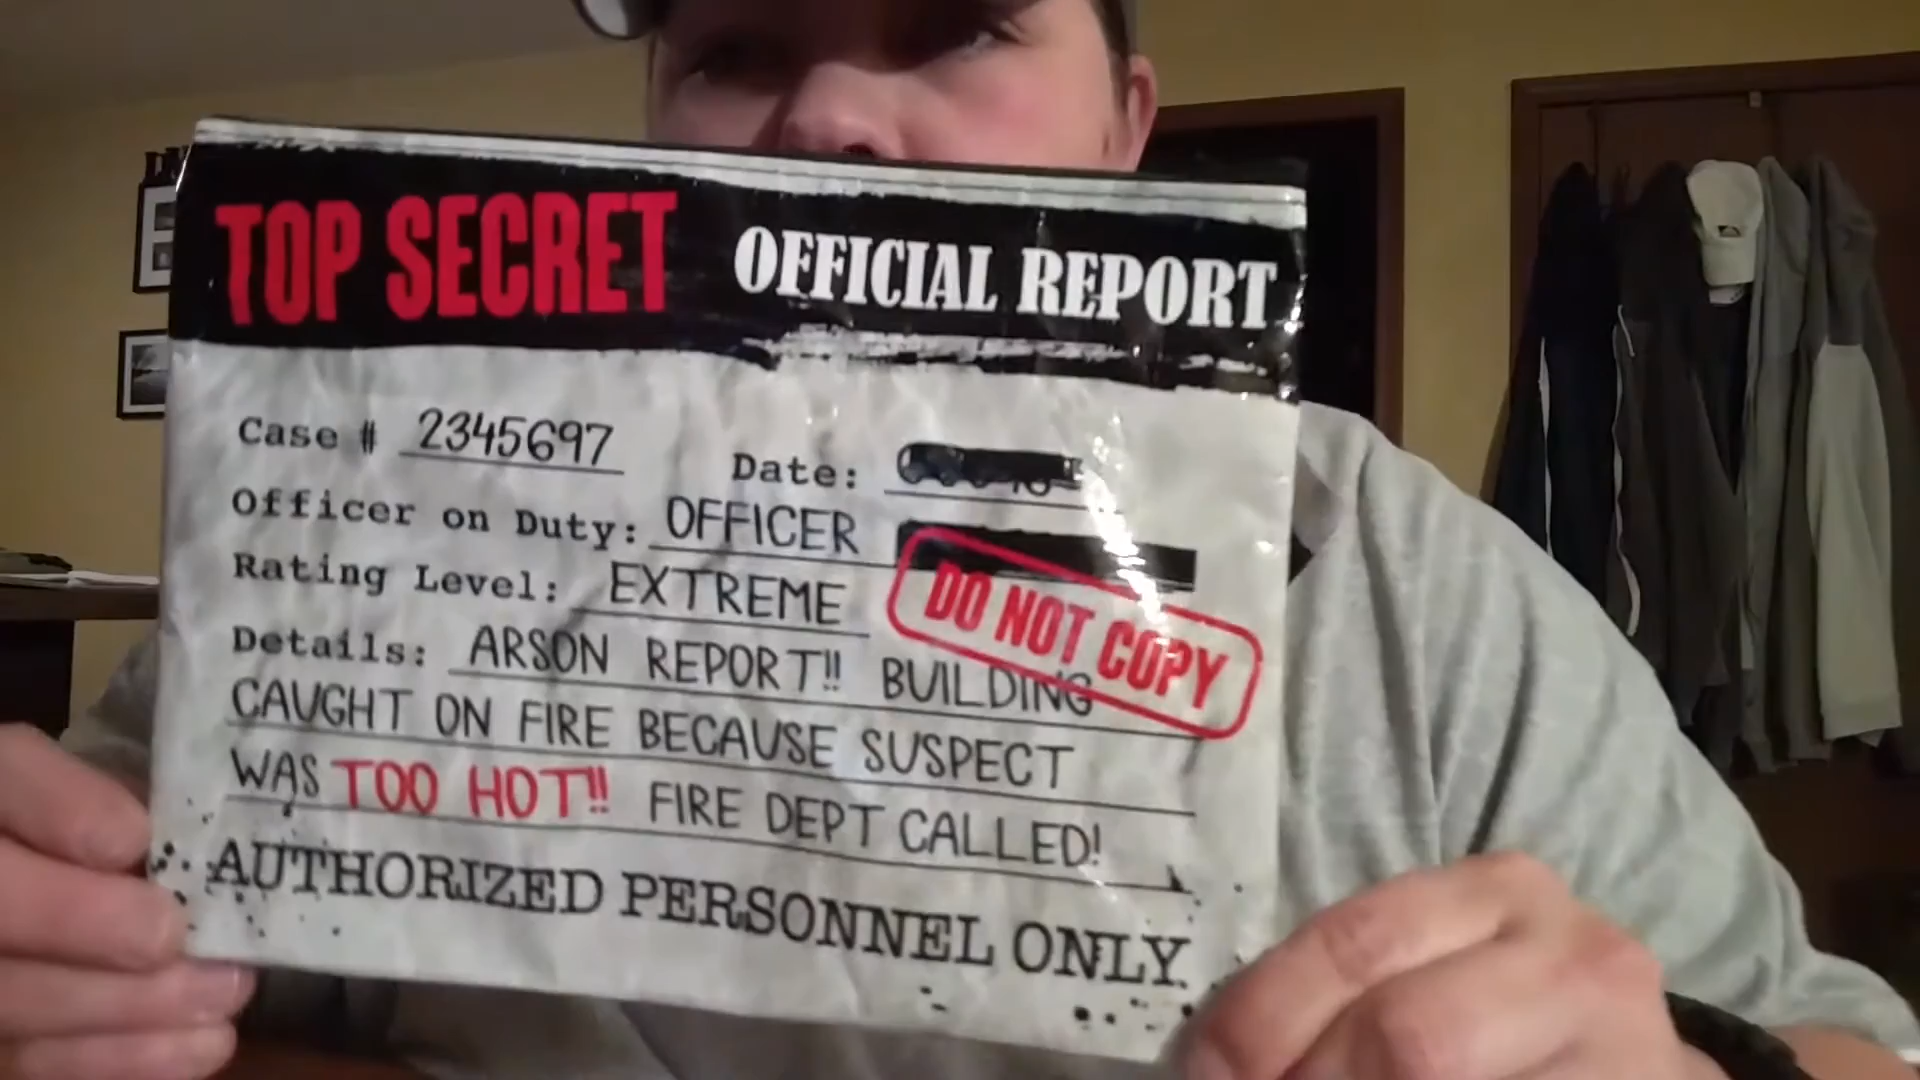 TOP SECRET OFFICIAL REPORT
Case # 2345697 Date:
Officer on Duty: OFFICER
Rating Level: EXTREME
DO NOT COPY
Details: ARSON REPORT!! BUILDING
CAUGHT ON FIRE BECAUSE SUSPECT
WAS TOO HOT!! FIRE DEPT CALLED!
AUTHORIZED PERSONNEL ONLY